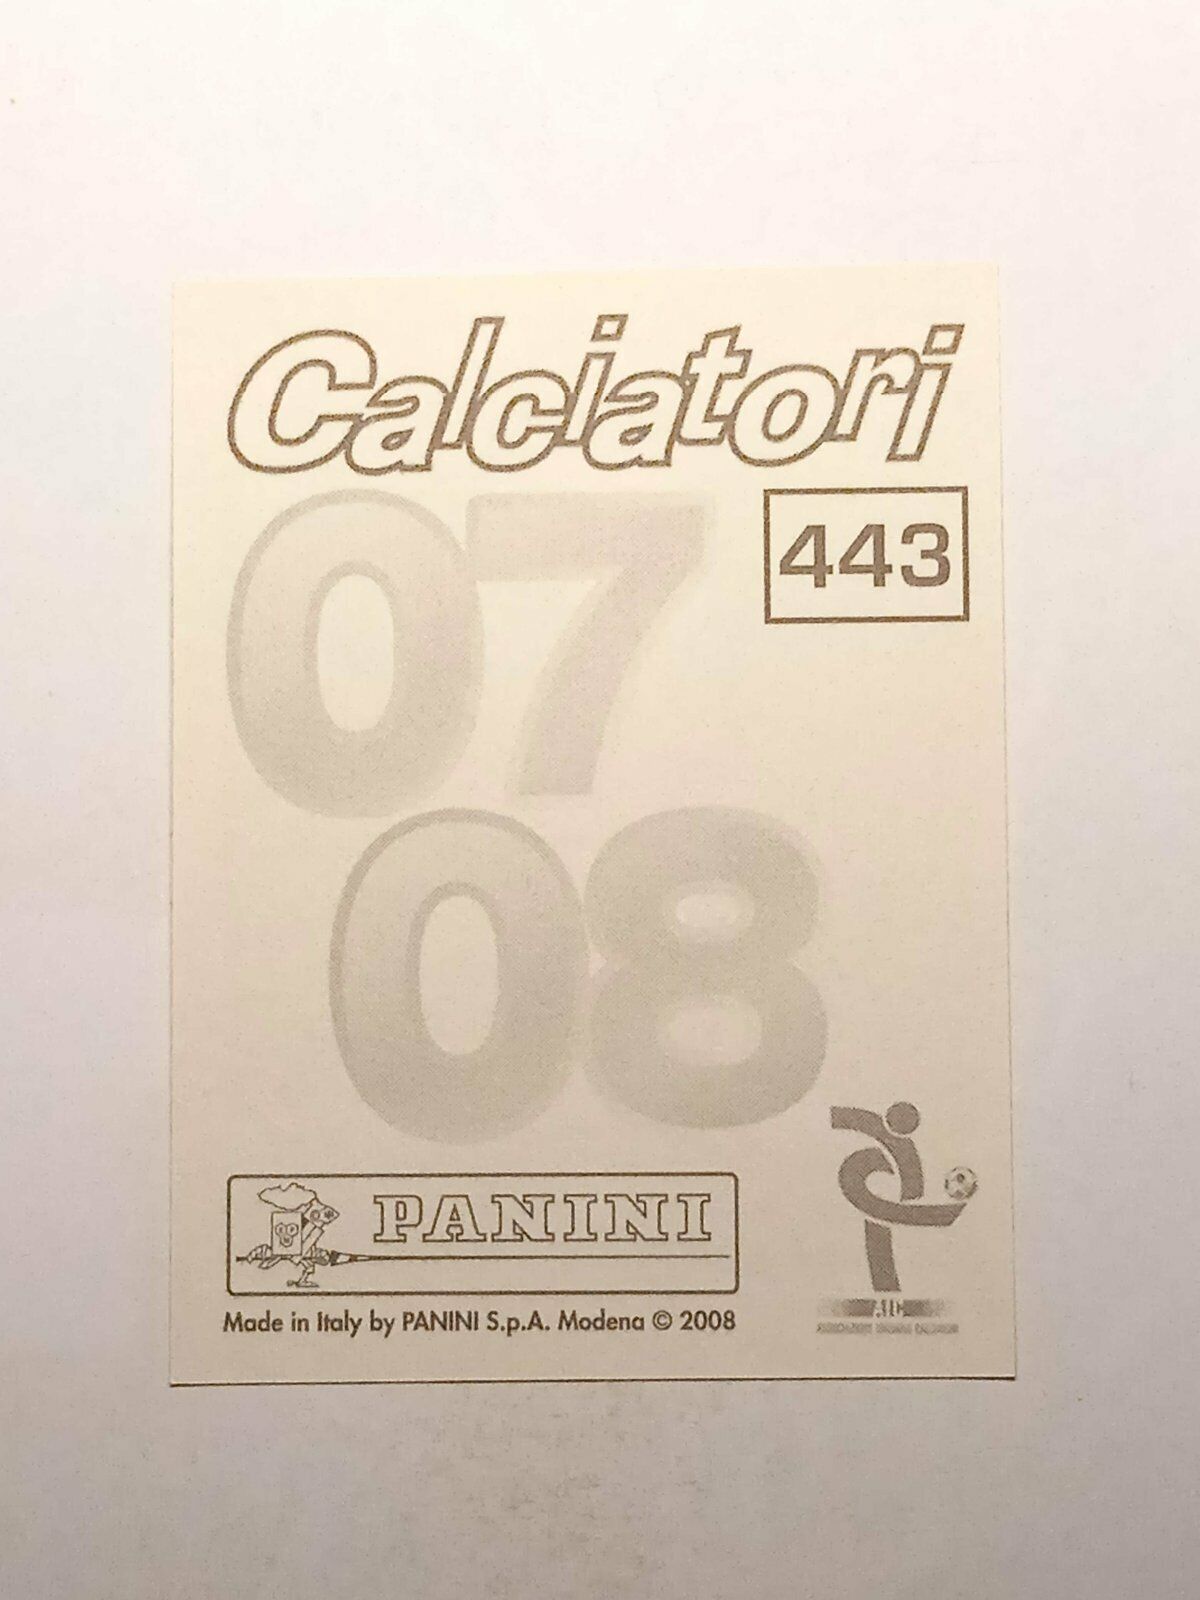 Calciatori
07
443
08
PANINI
Made in Italy by PANINI S.p.A. Modena © 2008